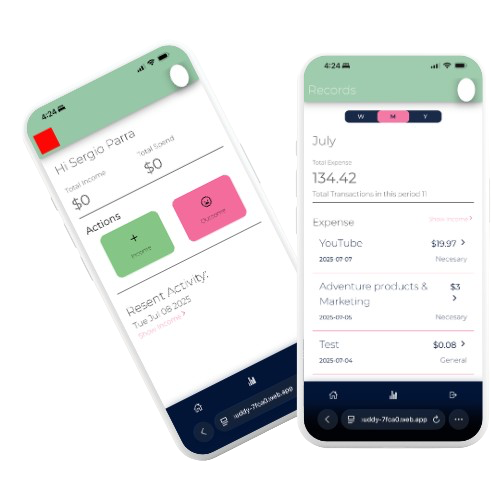 4:24
Hi Sergio Parra
Total Income
Total Spend
$0
$0
Actions
Income
Outcome
Resent Activity:
Tue Jul 08 2025
Show Income
uddy-7fca0.web.app
4:24
Records
W M Y
July
Total Expense
134.42
Total Transactions in this period 11
Expense
Show Income
YouTube $19.97
2025-07-07 Necesary
Adventure products & $3
Marketing
2025-07-05 Necesary
Test $0.08
2025-07-04 General
uddy-7fca0.web.app